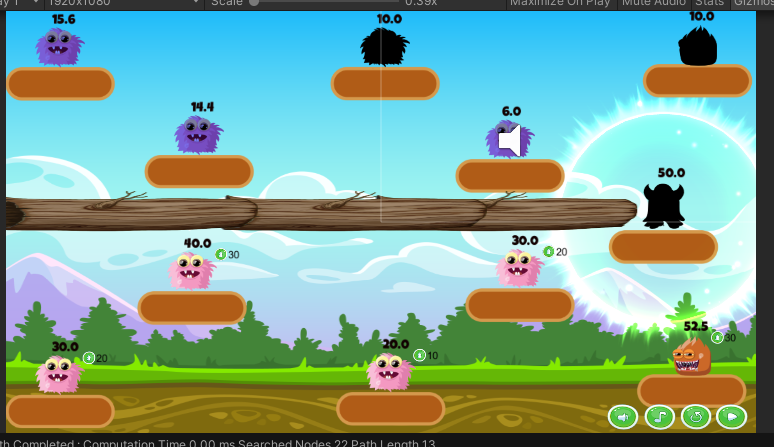 1920x1080 Scale 0.39x Maximize On Play Mute Audio Stats Gizmos
15.6 10.0 10.0
14.4 6.0
50.0
40.0 30 30.0 20
52.5 30
30.0 20 20.0 10
Computation Time 0.00 ms Searched Nodes 22 Path Length 13